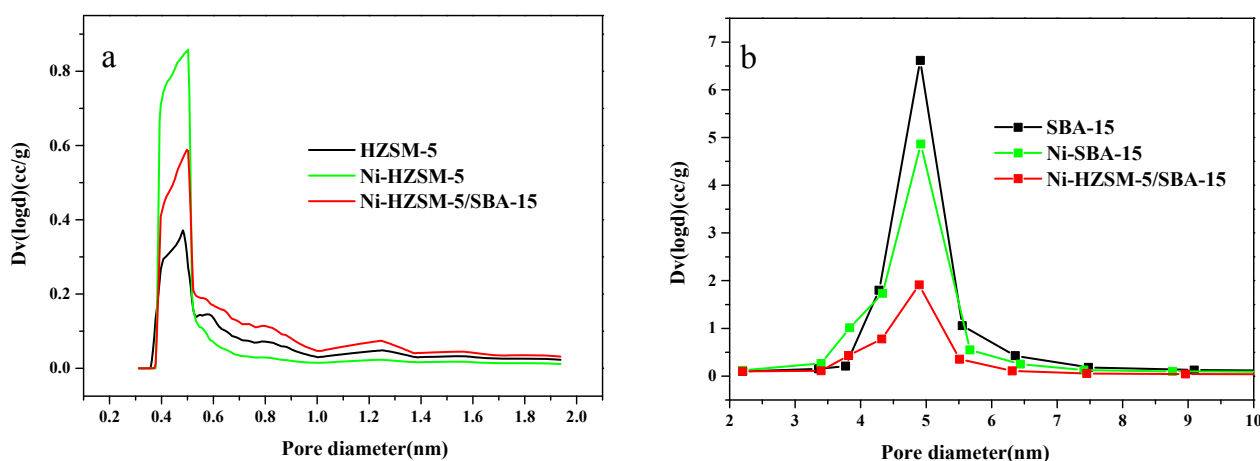 a
Dv(logd)(cc/g)
0.8
0.6
0.4
0.2
0.0
HZSM-5
Ni-HZSM-5
Ni-HZSM-5/SBA-15
0.2 0.4 0.6 0.8 1.0 1.2 1.4 1.6 1.8 2.0
Pore diameter(nm)
b
Dv(logd)(cc/g)
7
6
5
4
3
2
1
0
SBA-15
Ni-SBA-15
Ni-HZSM-5/SBA-15
2 3 4 5 6 7 8 9 10
Pore diameter(nm)